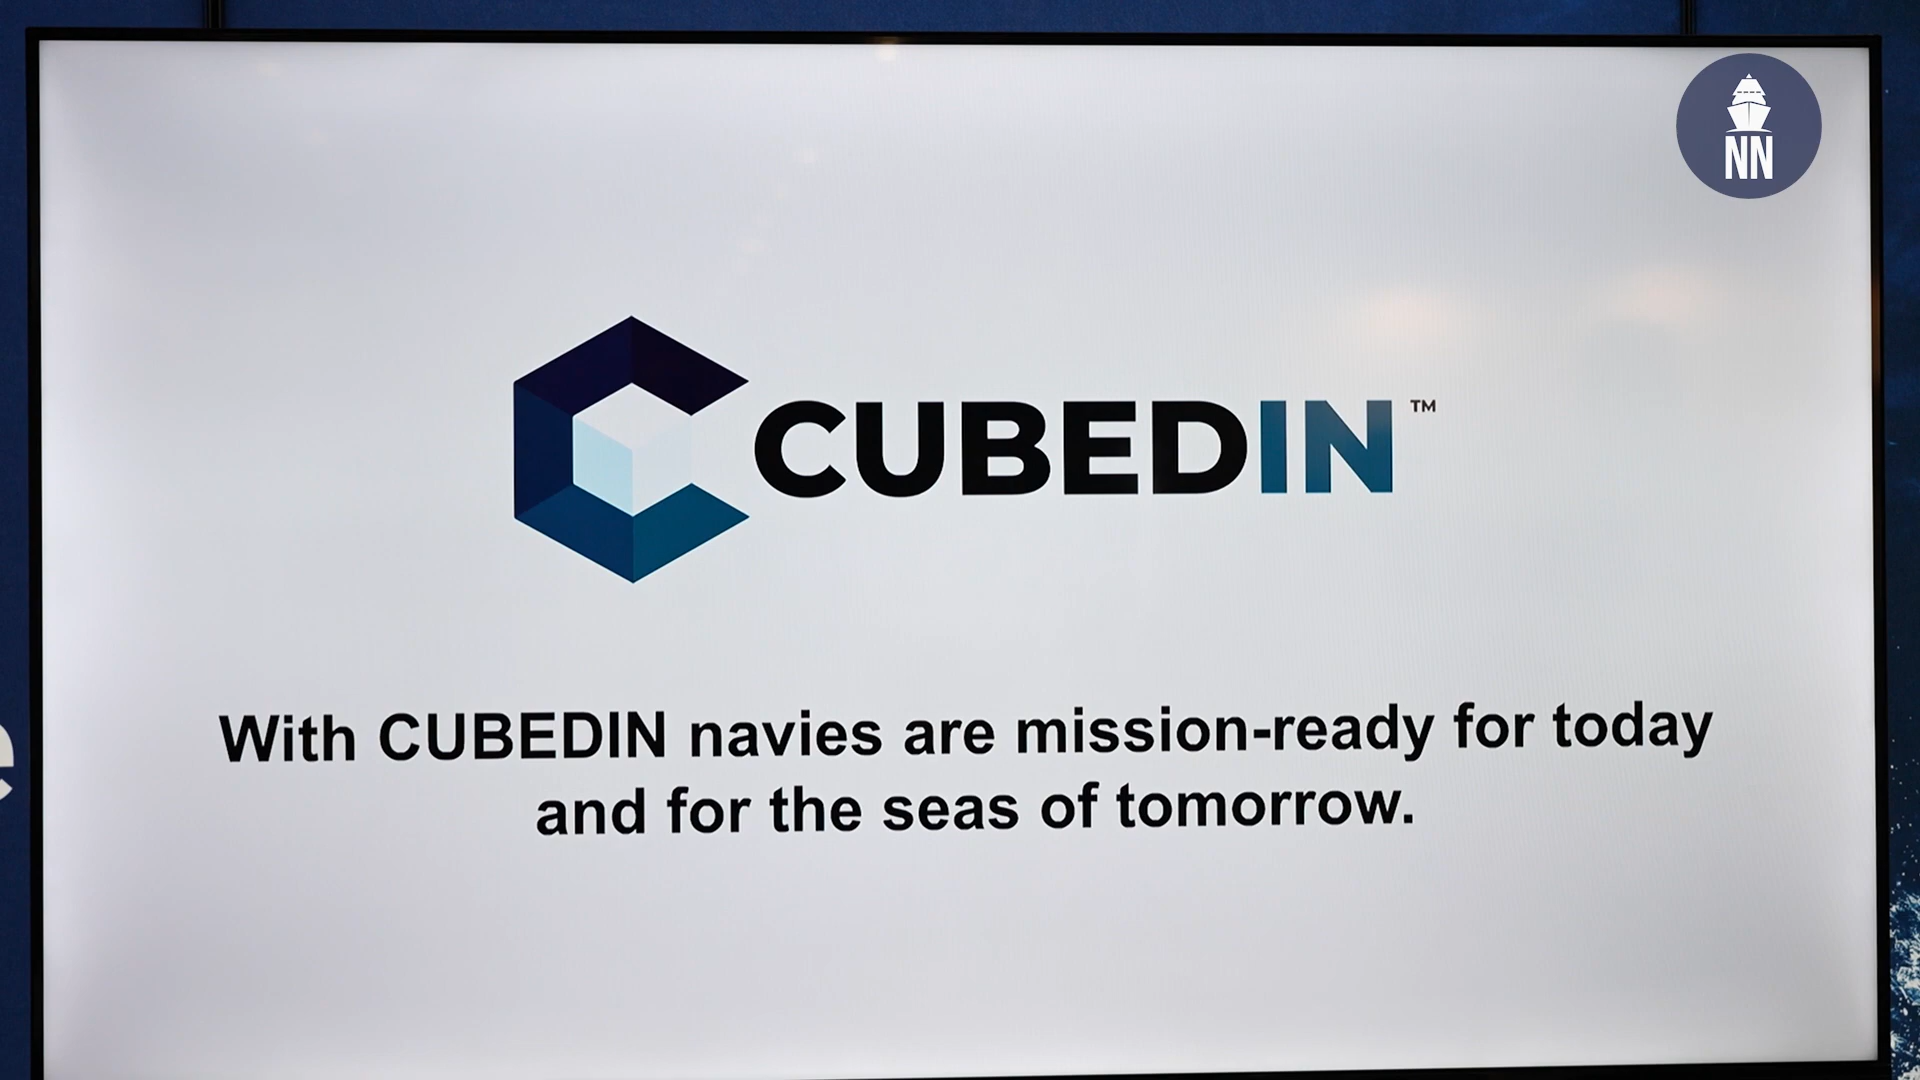 NN
CUBEDIN™
With CUBEDIN navies are mission-ready for today
and for the seas of tomorrow.
e